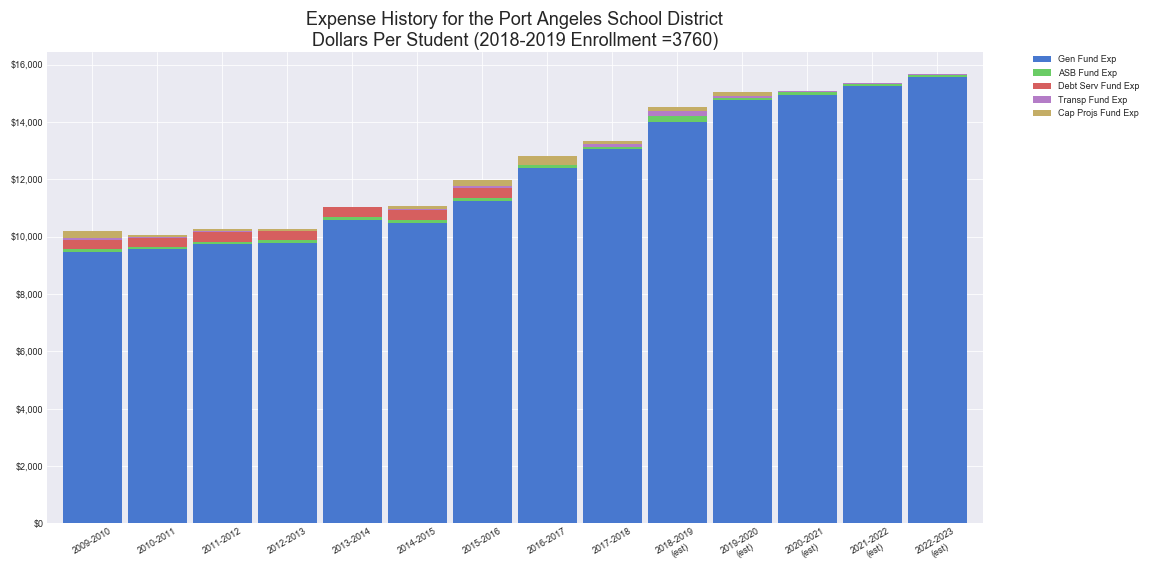 Expense History for the Port Angeles School District
Dollars Per Student (2018-2019 Enrollment =3760)
$16,000
$14,000
$12,000
$10,000
$8,000
$6,000
$4,000
$2,000
$0
2009-2010
2010-2011
2011-2012
2012-2013
2013-2014
2014-2015
2015-2016
2016-2017
2017-2018
2018-2019
(est)
2019-2020
(est)
2020-2021
(est)
2021-2022
(est)
2022-2023
(est)
Gen Fund Exp
ASB Fund Exp
Debt Serv Fund Exp
Transp Fund Exp
Cap Projs Fund Exp